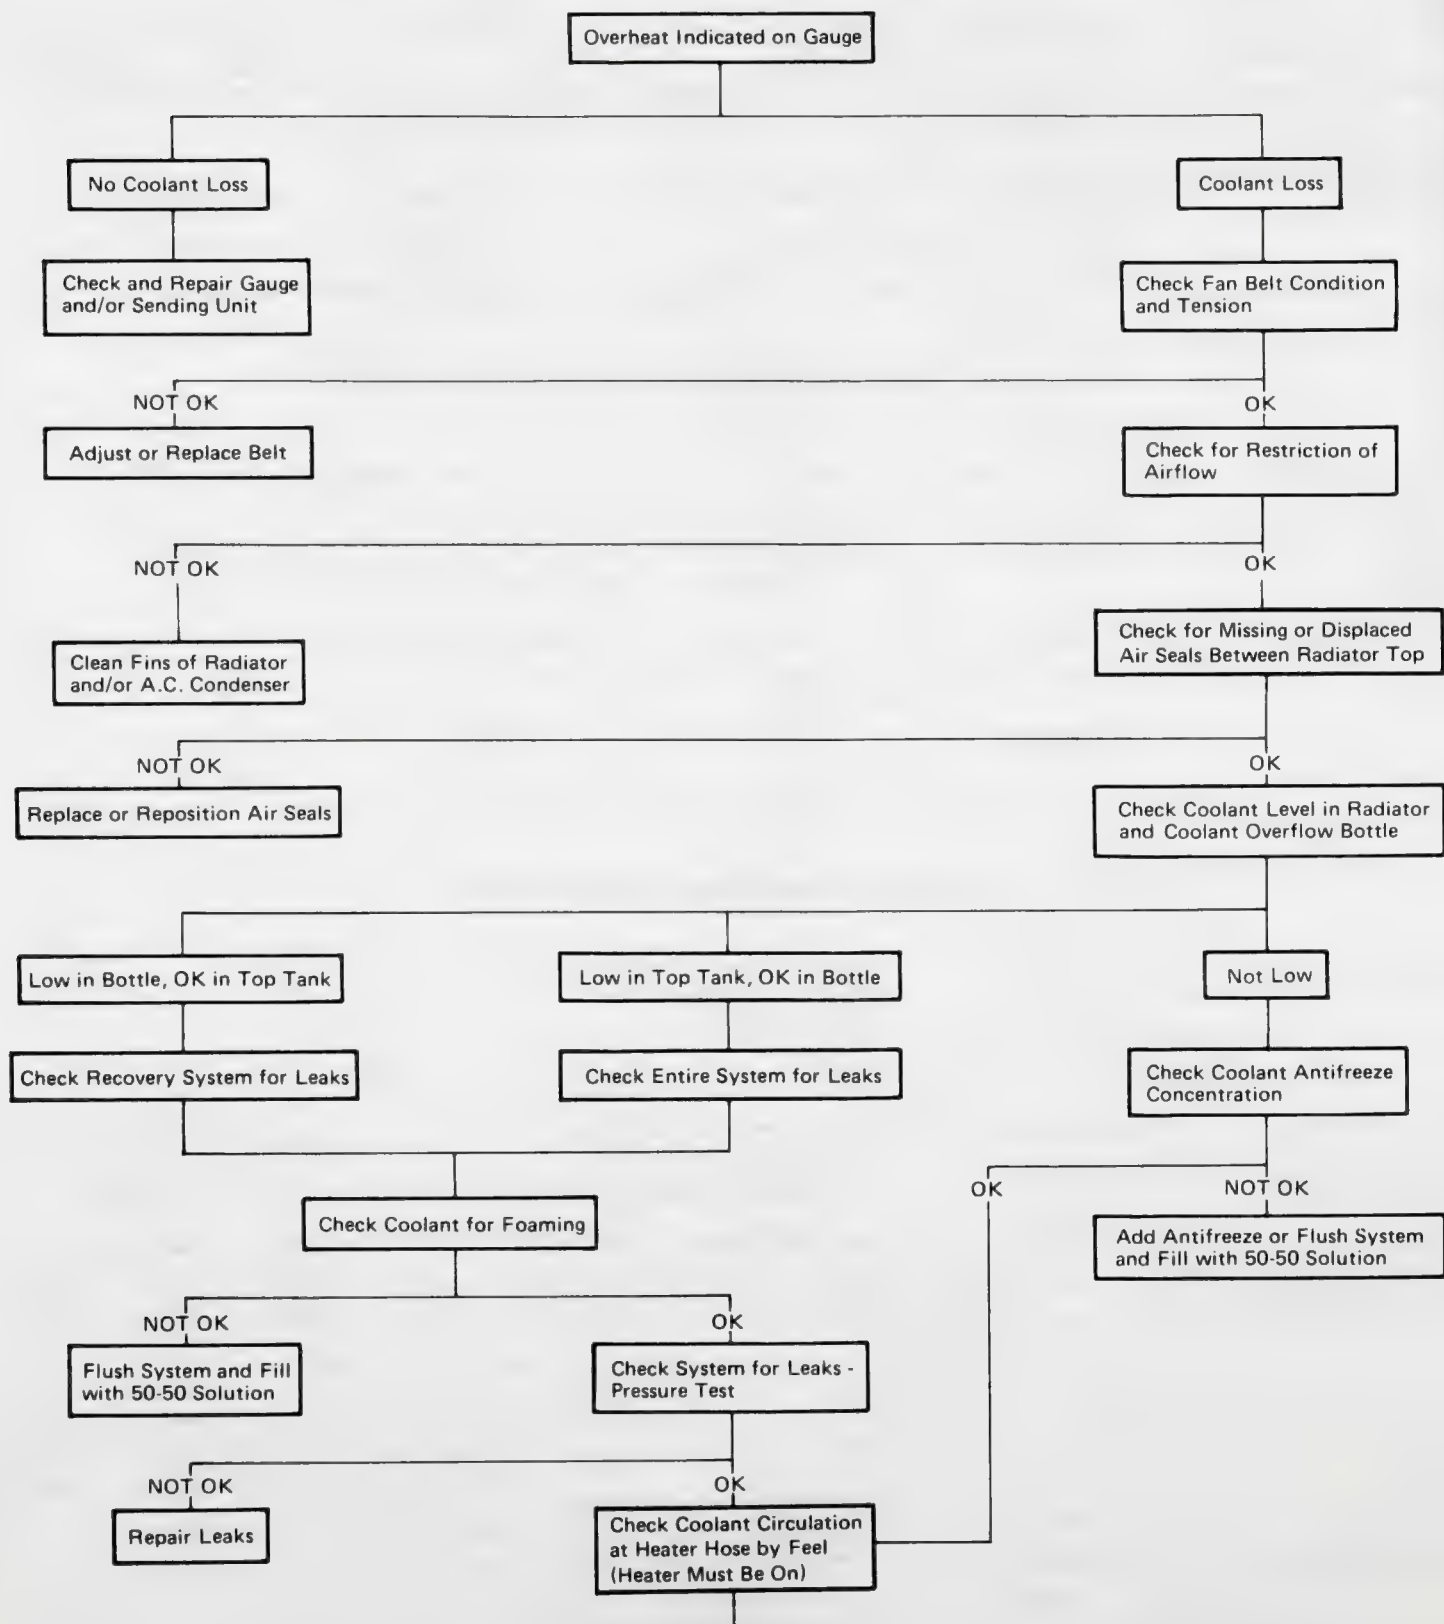 Overheat Indicated on Gauge
No Coolant Loss
Coolant Loss
Check and Repair Gauge
and/or Sending Unit
Check Fan Belt Condition
and Tension
NOT OK
OK
Adjust or Replace Belt
Check for Restriction of
Airflow
NOT OK
OK
Clean Fins of Radiator
and/or A.C. Condenser
Check for Missing or Displaced
Air Seals Between Radiator Top
NOT OK
OK
Replace or Reposition Air Seals
Check Coolant Level in Radiator
and Coolant Overflow Bottle
Low in Bottle, OK in Top Tank
Low in Top Tank, OK in Bottle
Not Low
Check Recovery System for Leaks
Check Entire System for Leaks
Check Coolant Antifreeze
Concentration
OK
NOT OK
Check Coolant for Foaming
Add Antifreeze or Flush System
and Fill with 50-50 Solution
NOT OK
OK
Flush System and Fill
with 50-50 Solution
Check System for Leaks -
Pressure Test
NOT OK
OK
Repair Leaks
Check Coolant Circulation
at Heater Hose by Feel
(Heater Must Be On)